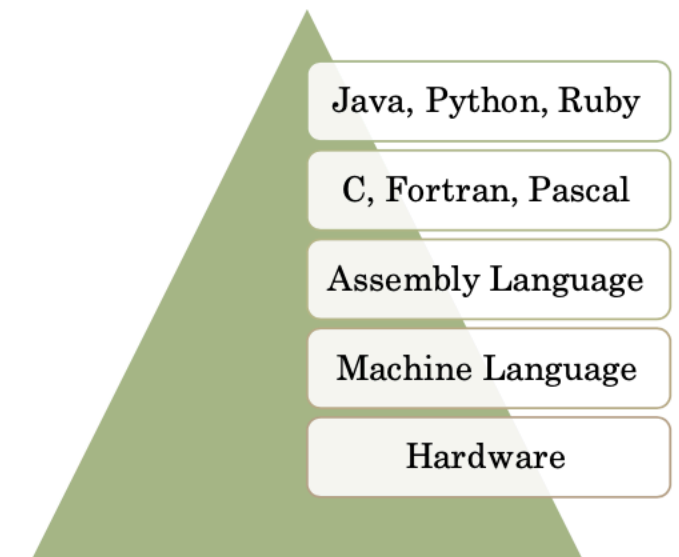 Java, Python, Ruby
C, Fortran, Pascal
Assembly Language
Machine Language
Hardware